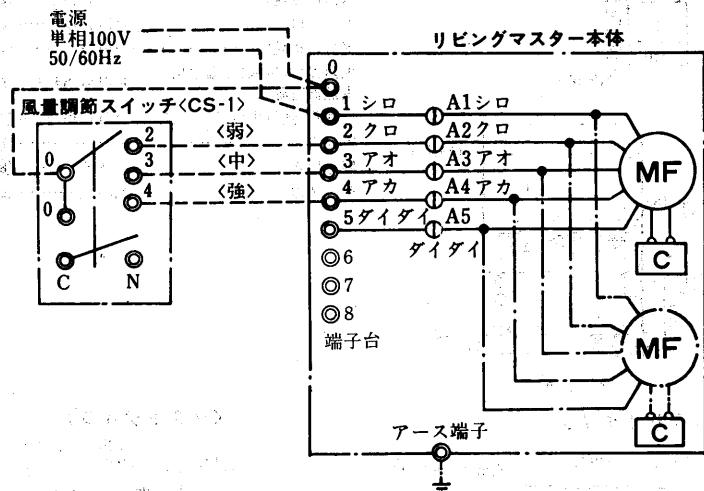 電源
単相100V
50/60Hz
リビングマスター本体
風量調節スイッチ<CS-1>
0
1 シロ A1シロ
2 <弱> 2 クロ A2クロ
0 3 <中> 3 アオ A3アオ
4 <強> 4 アカ A4アカ
0 5ダイダイ A5
ダイダイ
C N
6
7
8
端子台
MF
C
MF
C
アース端子